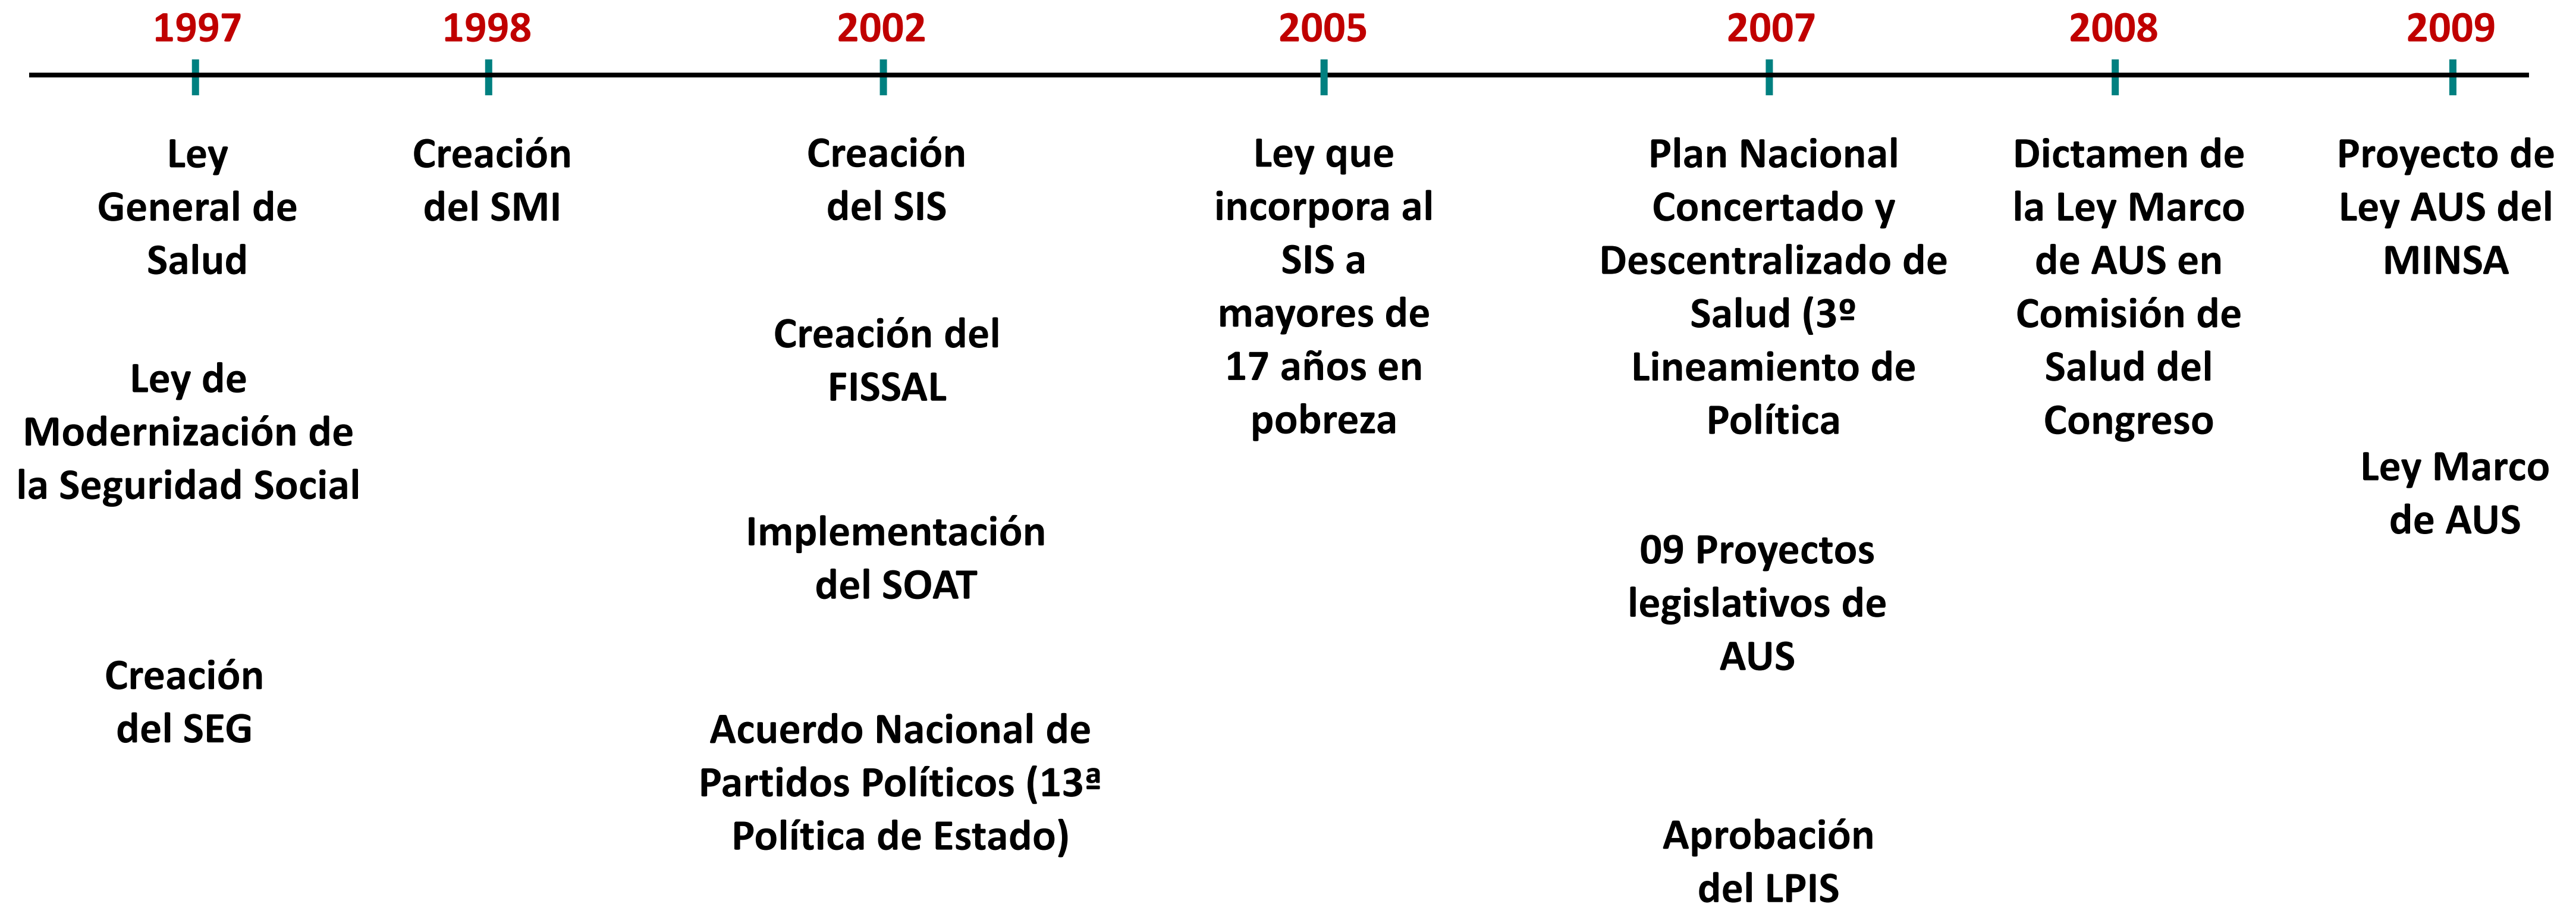 1997
1998
2002
2005
2007
2008
2009
Ley
General de
Salud
Ley de
Modernización de
la Seguridad Social
Creación
del SEG
Creación
del SMI
Creación
del SIS
Creación del
FISSAL
Implementación
del SOAT
Acuerdo Nacional de
Partidos Políticos (13ª
Política de Estado)
Ley que
incorpora al
SIS a
mayores de
17 años en
pobreza
Plan Nacional
Concertado y
Descentralizado de
Salud (3º
Lineamiento de
Política
09 Proyectos
legislativos de
AUS
Aprobación
del LPIS
Dictamen de
la Ley Marco
de AUS en
Comisión de
Salud del
Congreso
Proyecto de
Ley AUS del
MINSA
Ley Marco
de AUS